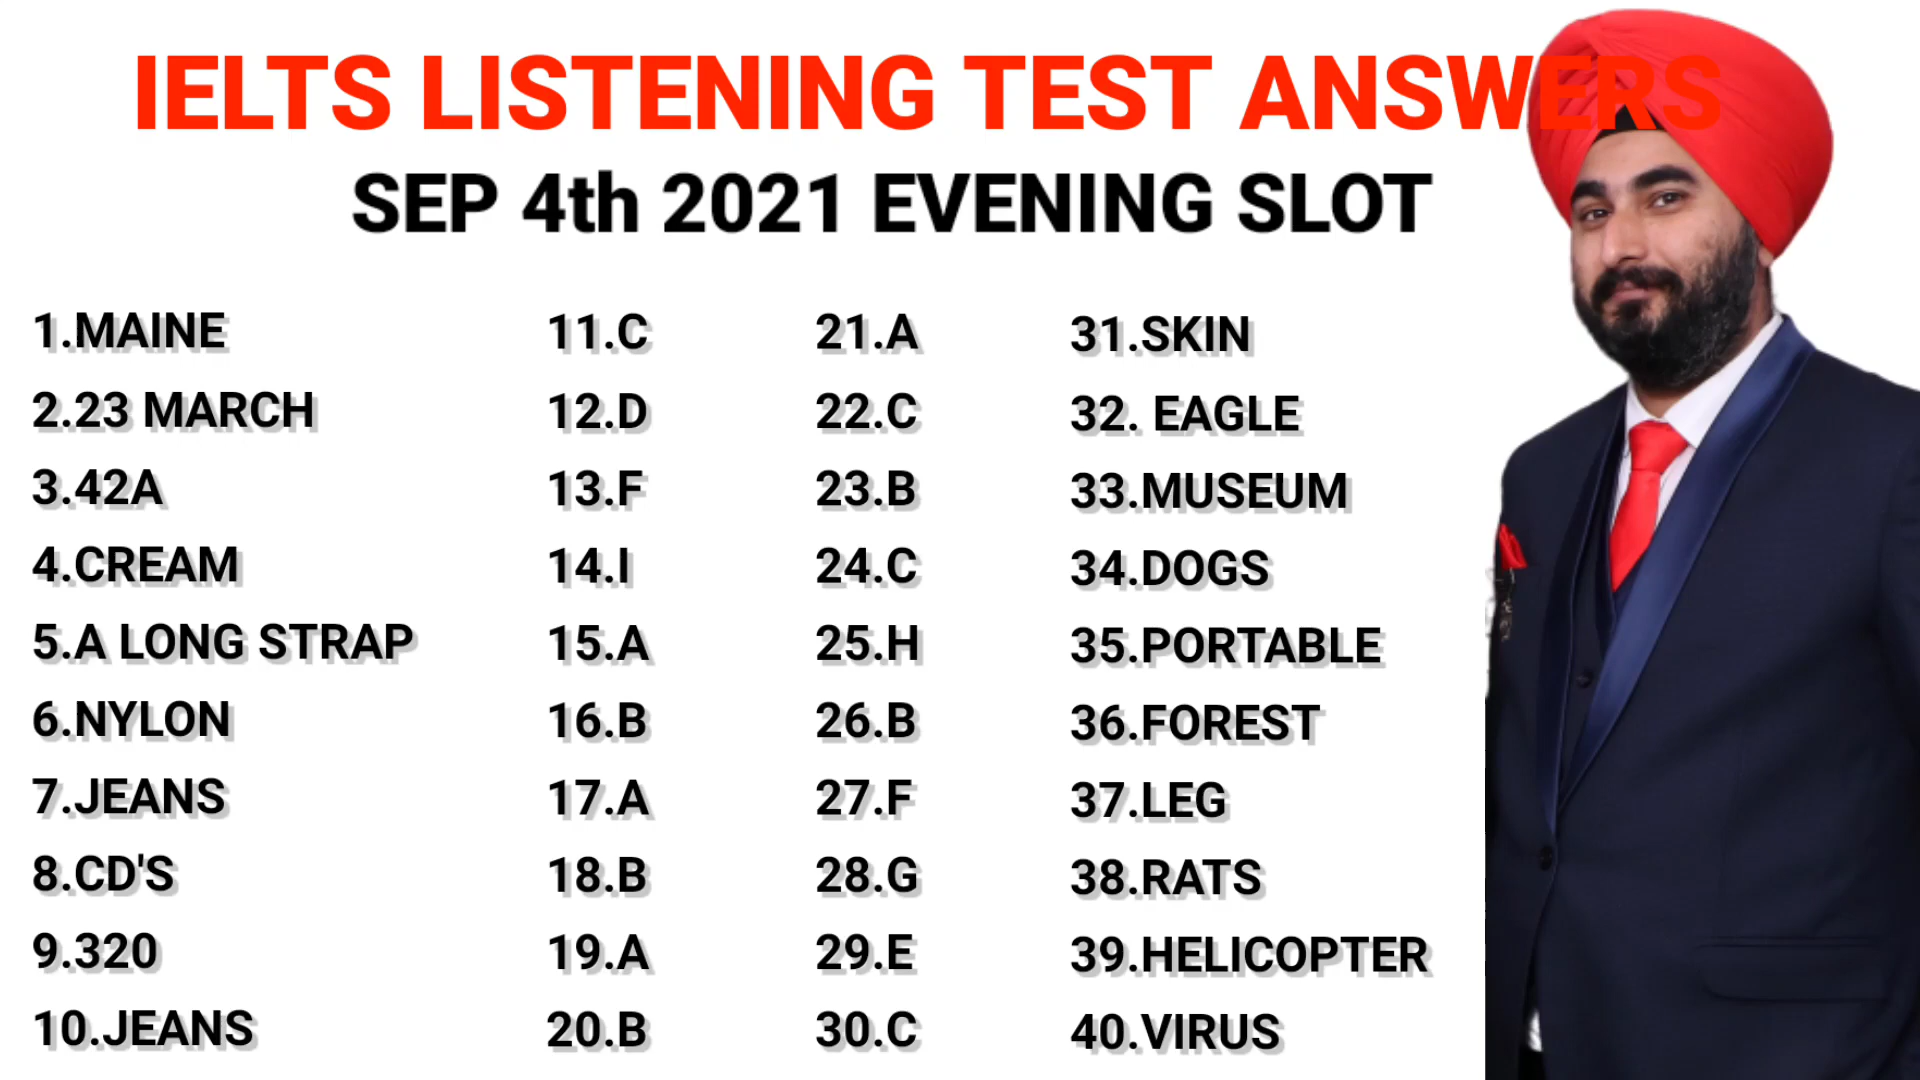 IELTS LISTENING TEST ANSWERS
SEP 4th 2021 EVENING SLOT
1.MAINE
2.23 MARCH
3.42A
4.CREAM
5.A LONG STRAP
6.NYLON
7.JEANS
8.CD'S
9.320
10.JEANS
11.C
12.D
13.F
14.I
15.A
16.B
17.A
18.B
19.A
20.B
21.A
22.C
23.B
24.C
25.H
26.B
27.F
28.G
29.E
30.C
31.SKIN
32. EAGLE
33.MUSEUM
34.DOGS
35.PORTABLE
36.FOREST
37.LEG
38.RATS
39.HELICOPTER
40.VIRUS